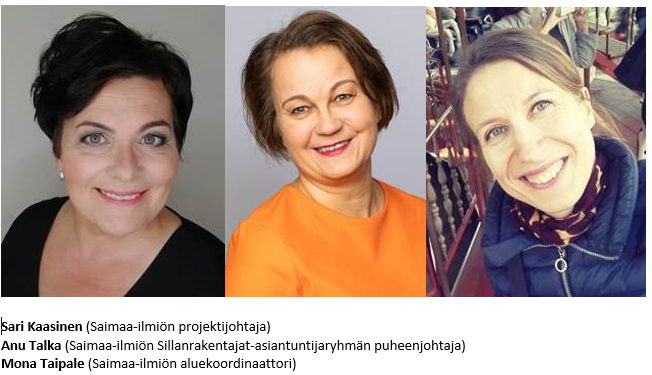 Sari Kaasinen (Saimaa-ilmiön projektijohtaja)
Anu Talka (Saimaa-ilmiön Sillanrakentajat-asiantuntijaryhmän puheenjohtaja)
Mona Taipale (Saimaa-ilmiön aluekoordinaattori)